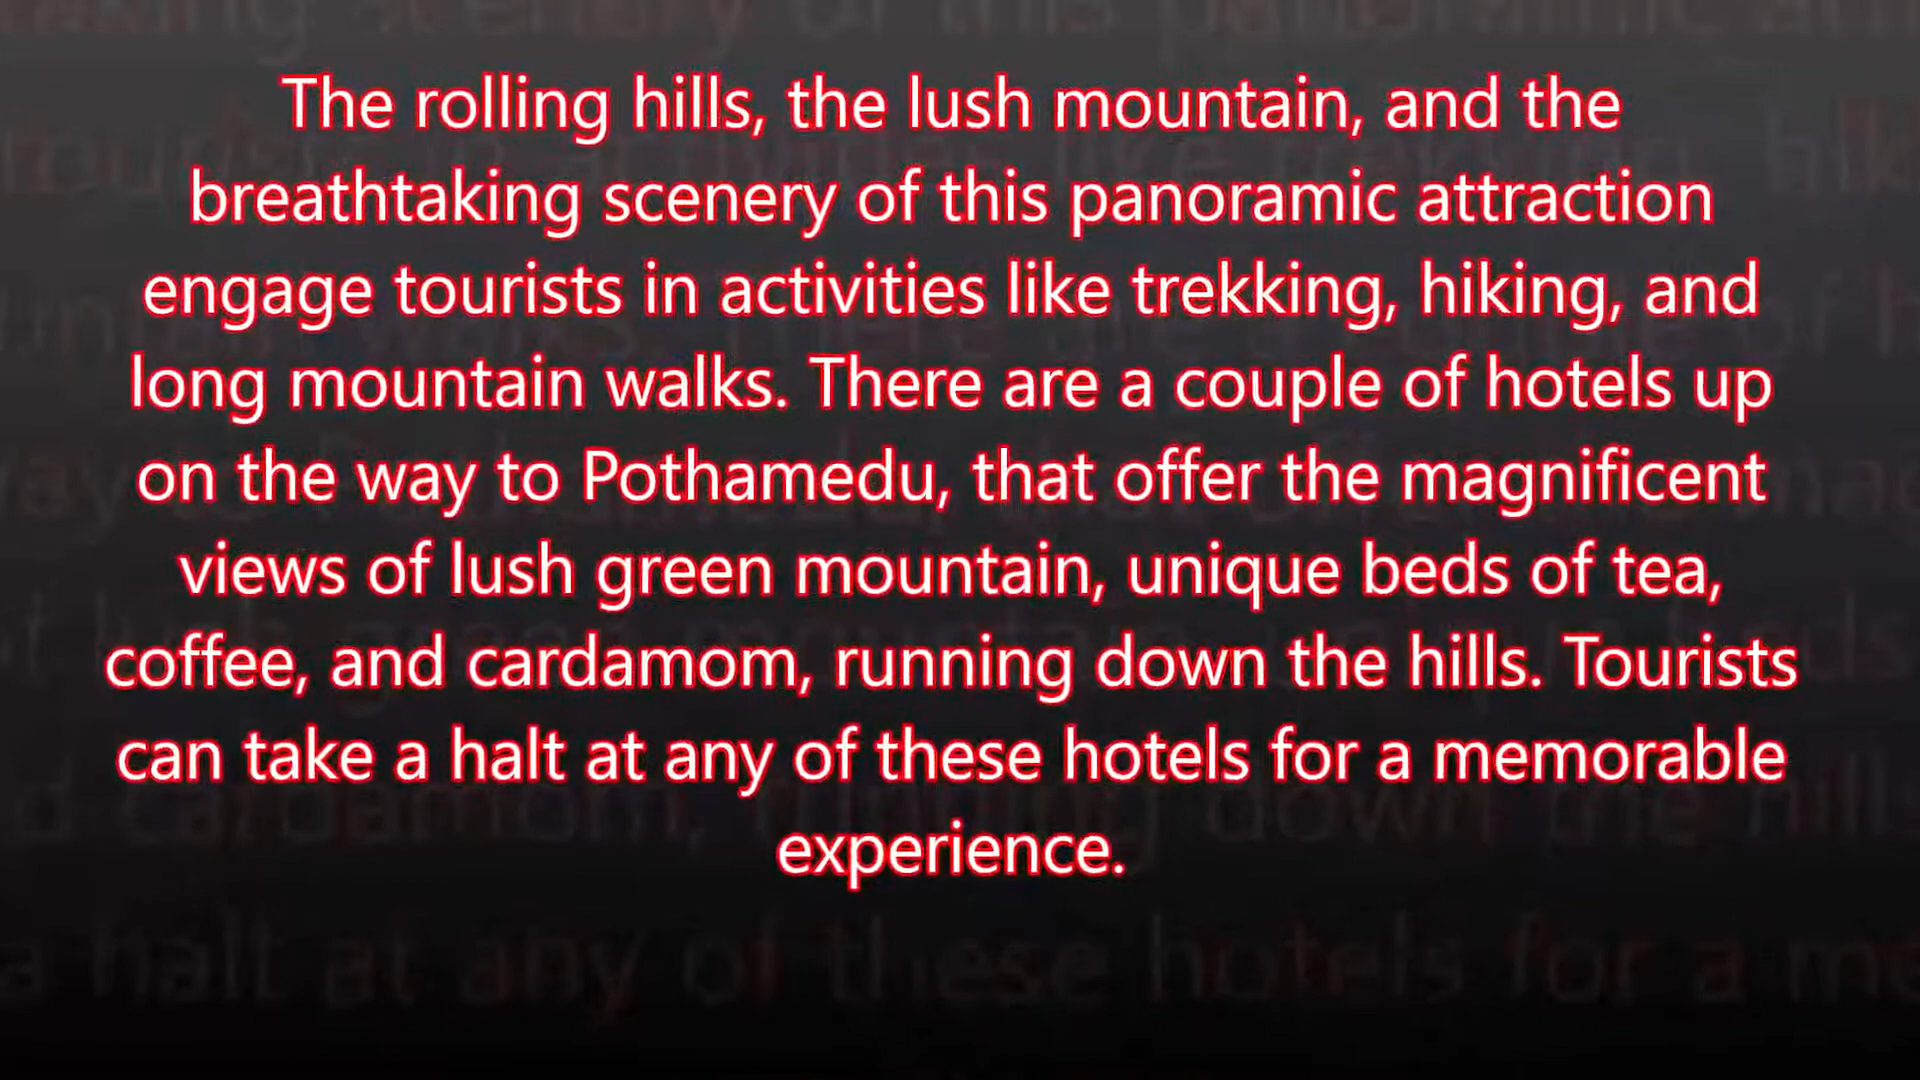 The rolling hills, the lush mountain, and the
breathtaking scenery of this panoramic attraction
engage tourists in activities like trekking, hiking, and
long mountain walks. There are a couple of hotels up
on the way to Pothamedu, that offer the magnificent
views of lush green mountain, unique beds of tea,
coffee, and cardamom, running down the hills. Tourists
can take a halt at any of these hotels for a memorable
experience.